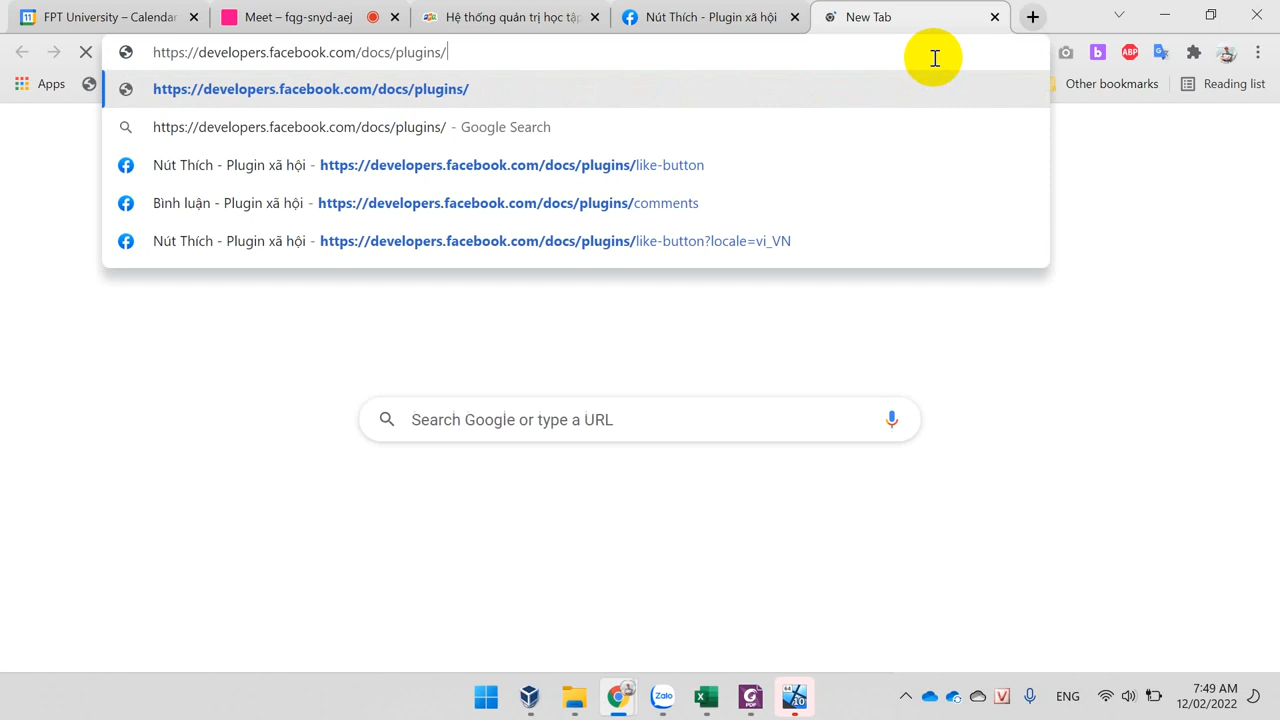 FPT University - Calendar
Meet – fqg-snyd-aej
Hệ thống quản trị học tập
Nút Thích - Plugin xã hội
New Tab
https://developers.facebook.com/docs/plugins/
Apps
Other bookmarks
Reading list
https://developers.facebook.com/docs/plugins/
https://developers.facebook.com/docs/plugins/ - Google Search
Nút Thích - Plugin xã hội - https://developers.facebook.com/docs/plugins/like-button
Bình luận - Plugin xã hội - https://developers.facebook.com/docs/plugins/comments
Nút Thích - Plugin xã hội - https://developers.facebook.com/docs/plugins/like-button?locale=vi_VN
Search Google or type a URL
ENG
7:49 AM
12/02/2022